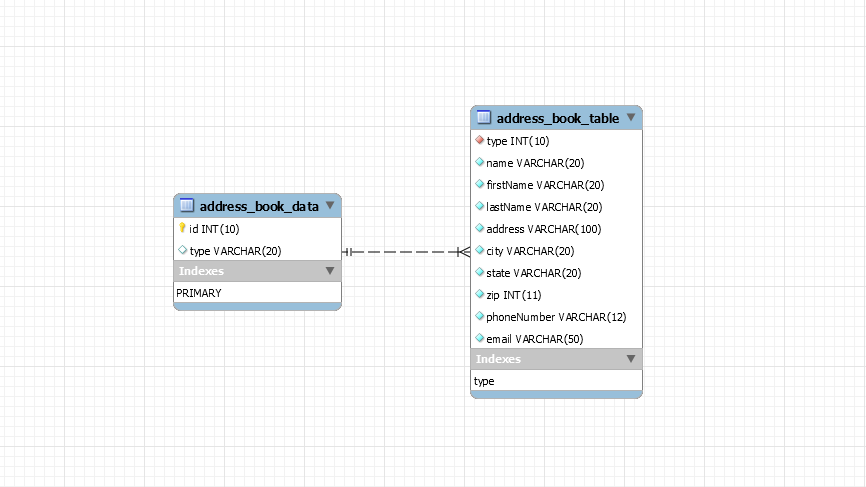 address_book_data
id INT(10)
type VARCHAR(20)
Indexes
PRIMARY
address_book_table
type INT(10)
name VARCHAR(20)
firstName VARCHAR(20)
lastName VARCHAR(20)
address VARCHAR(100)
city VARCHAR(20)
state VARCHAR(20)
zip INT(11)
phoneNumber VARCHAR(12)
email VARCHAR(50)
Indexes
type